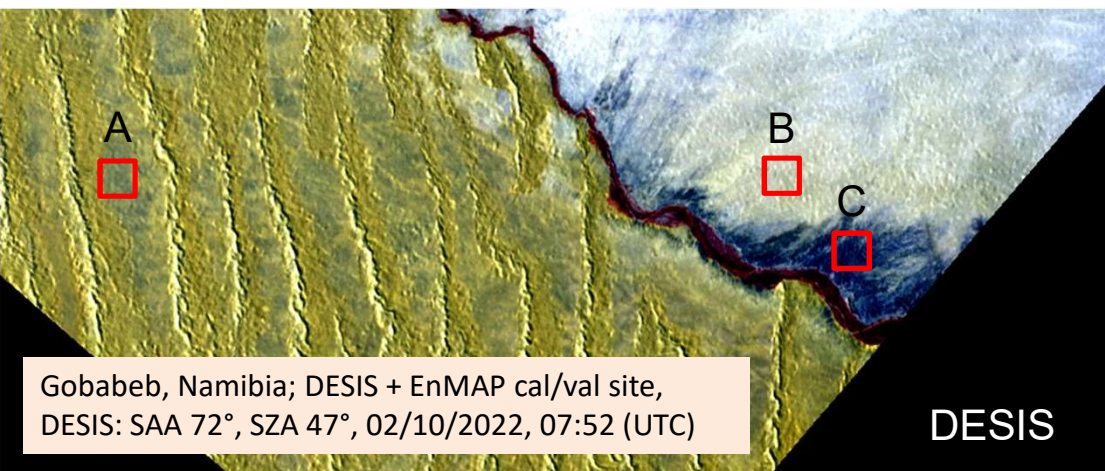 A
B
C
Gobabeb, Namibia; DESIS + EnMAP cal/val site,
DESIS: SAA 72°, SZA 47°, 02/10/2022, 07:52 (UTC)
DESIS